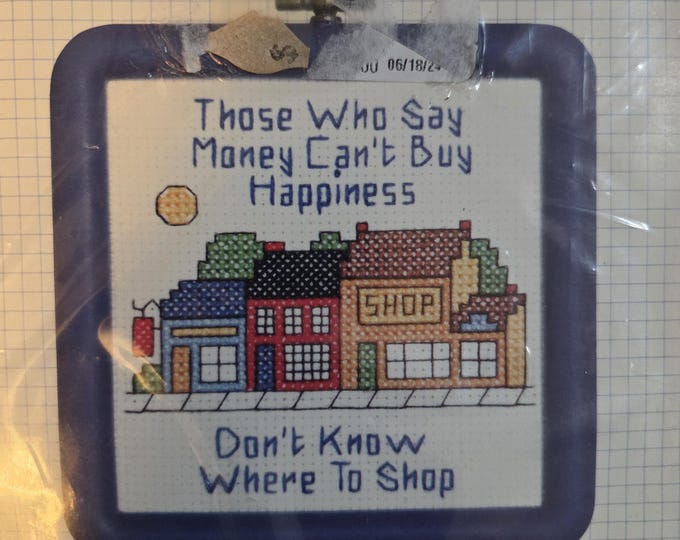 06/18/24
Those Who Say
Money Can't Buy
Happiness
SHOP
Don't Know
Where To Shop